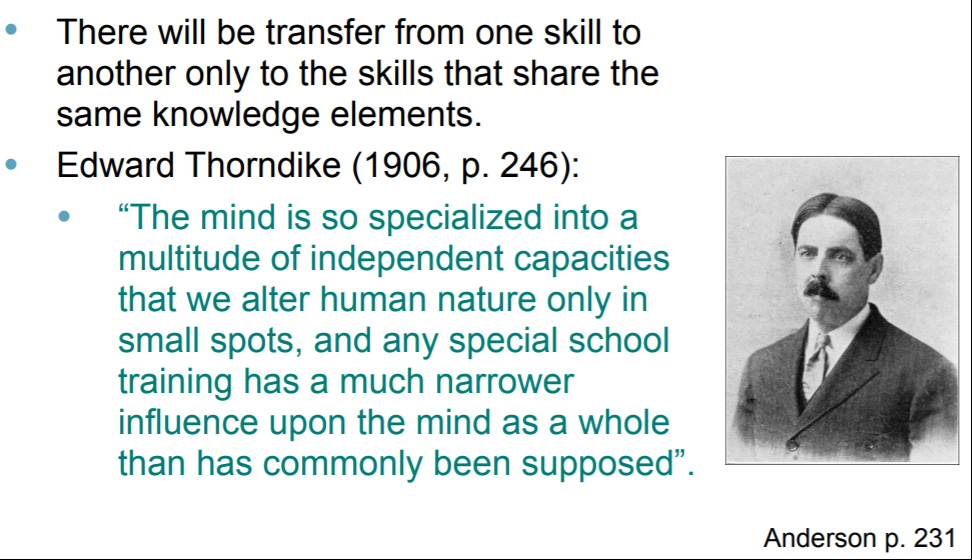 • There will be transfer from one skill to
another only to the skills that share the
same knowledge elements.
• Edward Thorndike (1906, p. 246):
• “The mind is so specialized into a
multitude of independent capacities
that we alter human nature only in
small spots, and any special school
training has a much narrower
influence upon the mind as a whole
than has commonly been supposed”.
Anderson p. 231